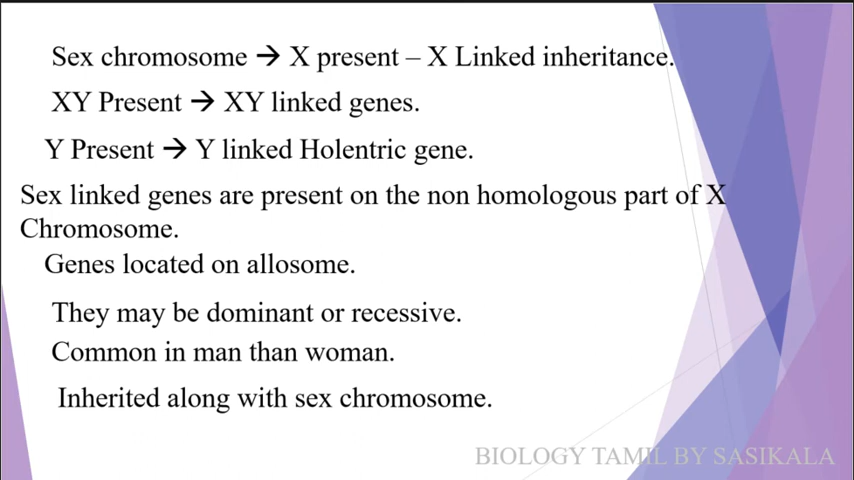 Sex chromosome → X present – X Linked inheritance.
XY Present → XY linked genes.
Y Present → Y linked Holentric gene.
Sex linked genes are present on the non homologous part of X
Chromosome.
Genes located on allosome.
They may be dominant or recessive.
Common in man than woman.
Inherited along with sex chromosome.
BIOLOGY TAMIL BY SASIKALA